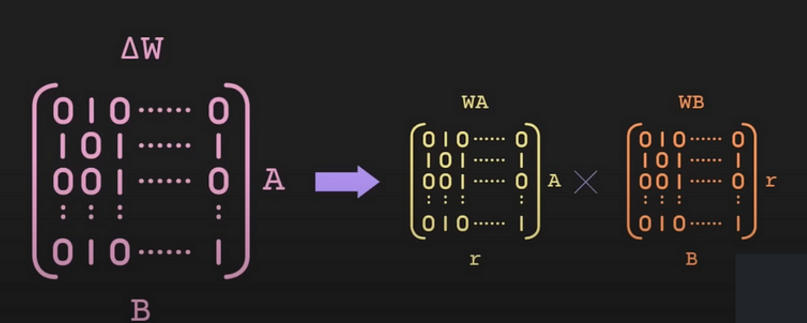 ΔW
0 1 0 ...... 0
1 0 1 ...... 1
0 0 1 ...... 0
: : : :
0 1 0 ...... 1
A
B
WA
0 1 0 ...... 0
1 0 1 ...... 1
0 0 1 ...... 0
: : : :
0 1 0 ...... 1
A
r
×
WB
0 1 0 ...... 0
1 0 1 ...... 1
0 0 1 ...... 0
: : : :
0 1 0 ...... 1
r
B